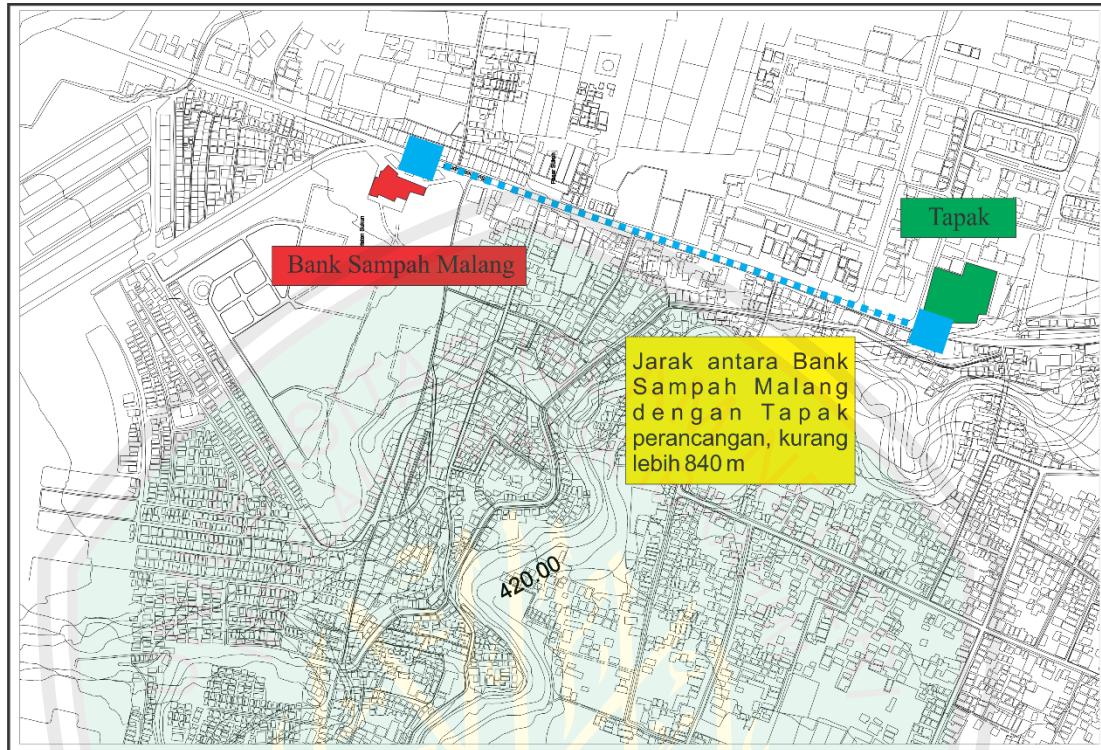 Tapak
Bank Sampah Malang
Jarak antara Bank
Sampah Malang
dengan Tapak
perancangan, kurang
lebih 840 m
420.00